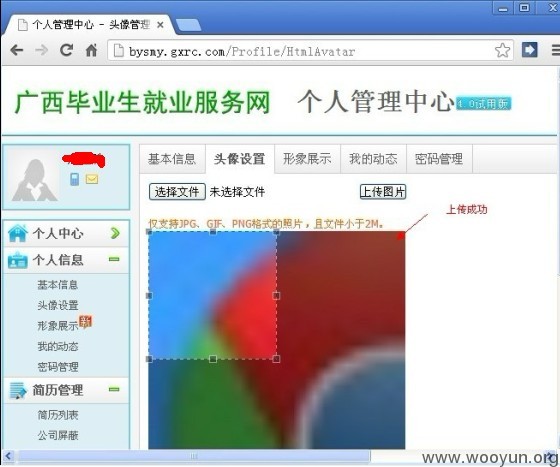 个人管理中心 - 头像管理
bysmy.gxrc.com/Profile/HtmlAvatar
广西毕业生就业服务网 个人管理中心 4.0试用版
基本信息 头像设置 形象展示 我的动态 密码管理
选择文件 未选择文件 上传图片
仅支持JPG、GIF、PNG格式的照片，且文件小于2M。
上传成功
个人中心
个人信息
基本信息
头像设置
形象展示 新
我的动态
密码管理
简历管理
简历列表
公司屏蔽
www.wooyun.org